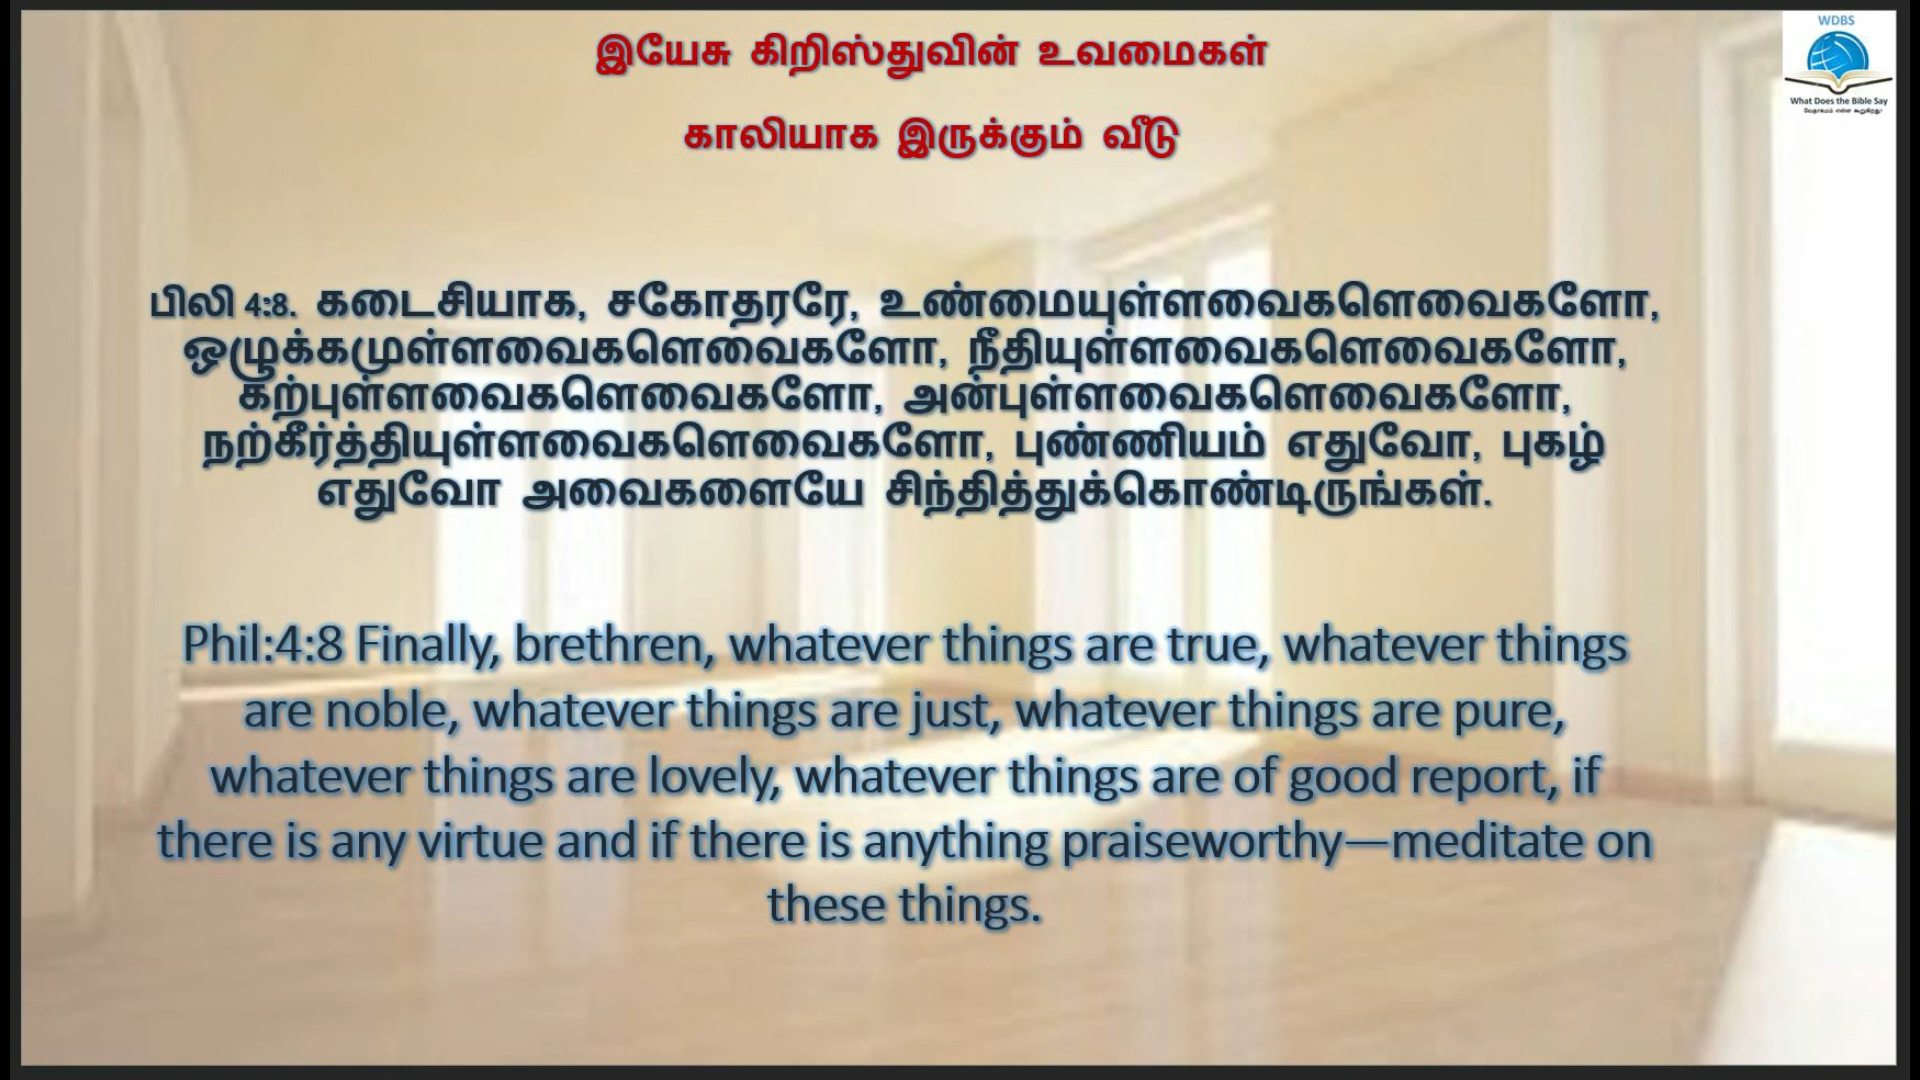 இயேசு கிறிஸ்துவின் உவமைகள்
காலியாக இருக்கும் வீடு
WDBS
What Does the Bible Say
வேதாகமம் என்ன கூறுகிறது?
பிலி 4:8. கடைசியாக, சகோதரரே, உண்மையுள்ளவைகளெவைகளோ,
ஒழுக்கமுள்ளவைகளெவைகளோ, நீதியுள்ளவைகளெவைகளோ,
கற்புள்ளவைகளெவைகளோ, அன்புள்ளவைகளெவைகளோ,
நற்கீர்த்தியுள்ளவைகளெவைகளோ, புண்ணியம் எதுவோ, புகழ்
எதுவோ அவைகளையே சிந்தித்துக்கொண்டிருங்கள்.
Phil:4:8 Finally, brethren, whatever things are true, whatever things
are noble, whatever things are just, whatever things are pure,
whatever things are lovely, whatever things are of good report, if
there is any virtue and if there is anything praiseworthy—meditate on
these things.